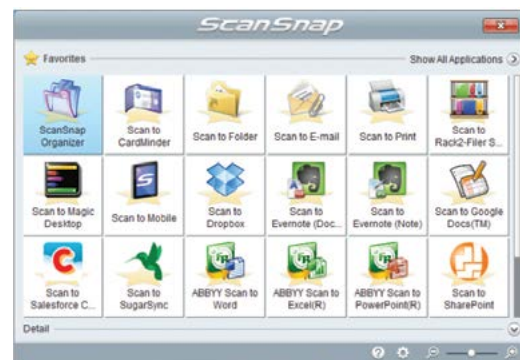 ScanSnap
Favorites
Show All Applications
ScanSnap
Organizer
Scan to
CardMinder
Scan to Folder
Scan to E-mail
Scan to Print
Scan to
Rack2-Filer S...
Scan to Magic
Desktop
Scan to Mobile
Scan to
Dropbox
Scan to
Evernote (Doc...
Scan to
Evernote (Note)
Scan to Google
Docs(TM)
Scan to
Salesforce C...
Scan to
SugarSync
ABBYY Scan to
Word
ABBYY Scan to
Excel(R)
ABBYY Scan to
PowerPoint(R)
Scan to
SharePoint
Detail